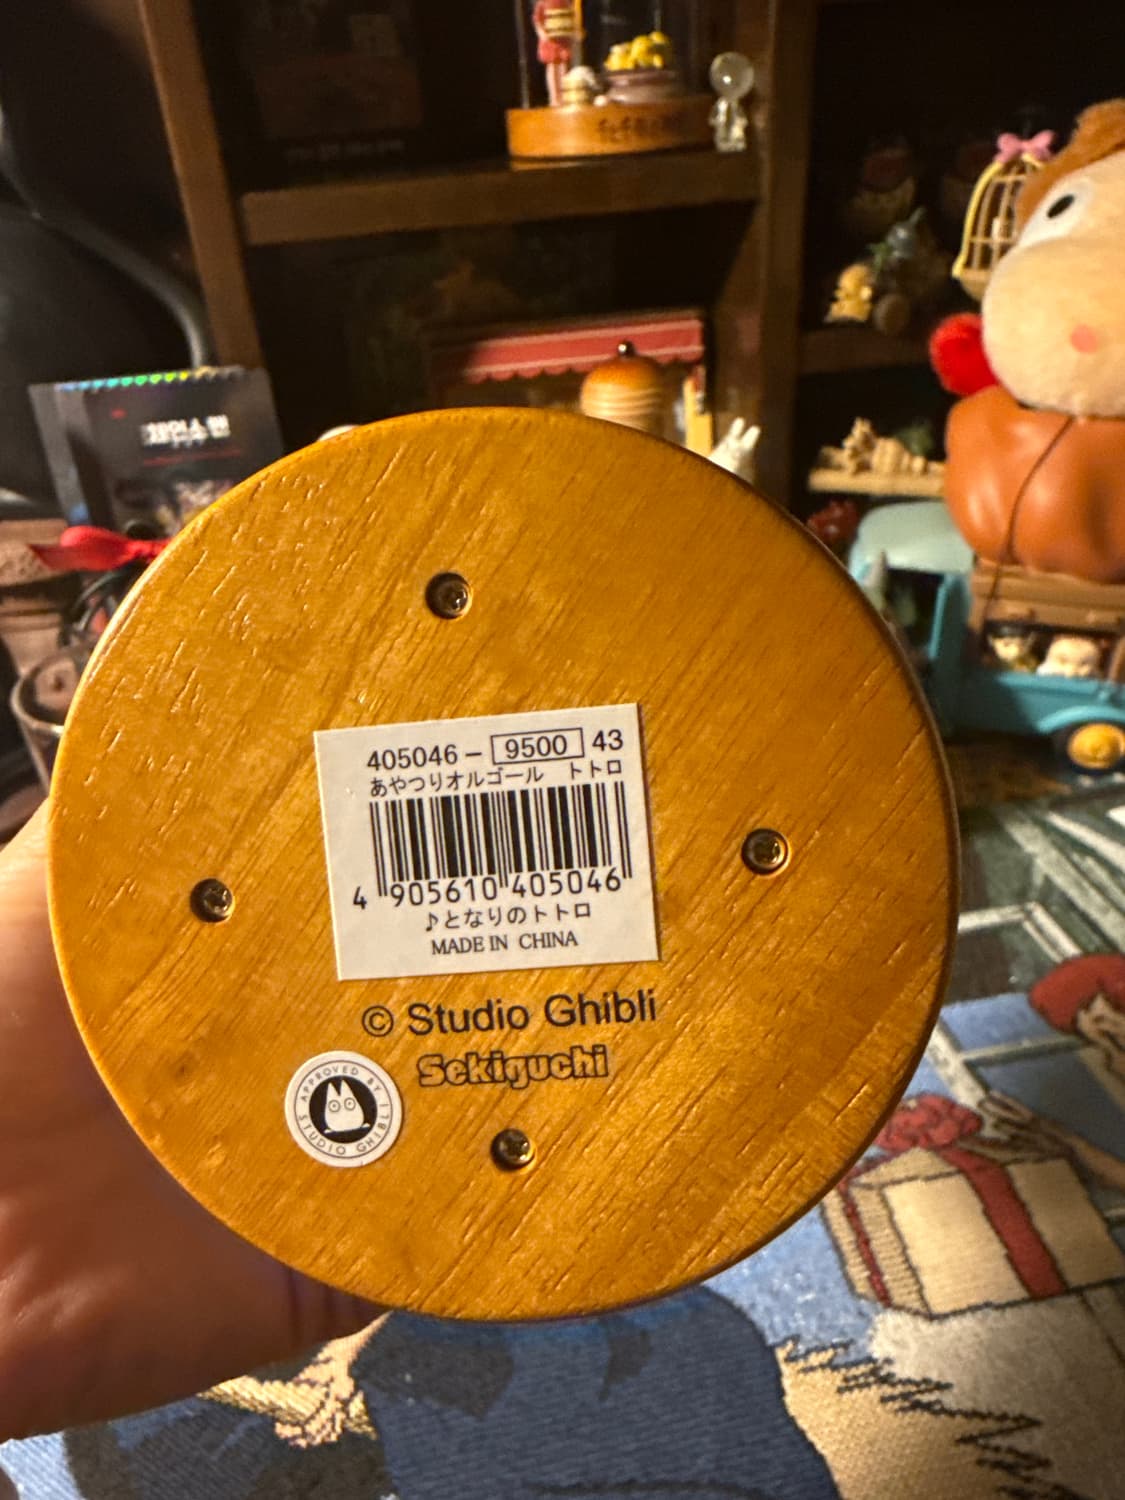 405046– 9500 43
あやつりオルゴール トトロ
4 905610 405046
♪となりのトトロ
MADE IN CHINA
© Studio Ghibli
Sekiguchi
APPROVED BY
STUDIO GHIBLI